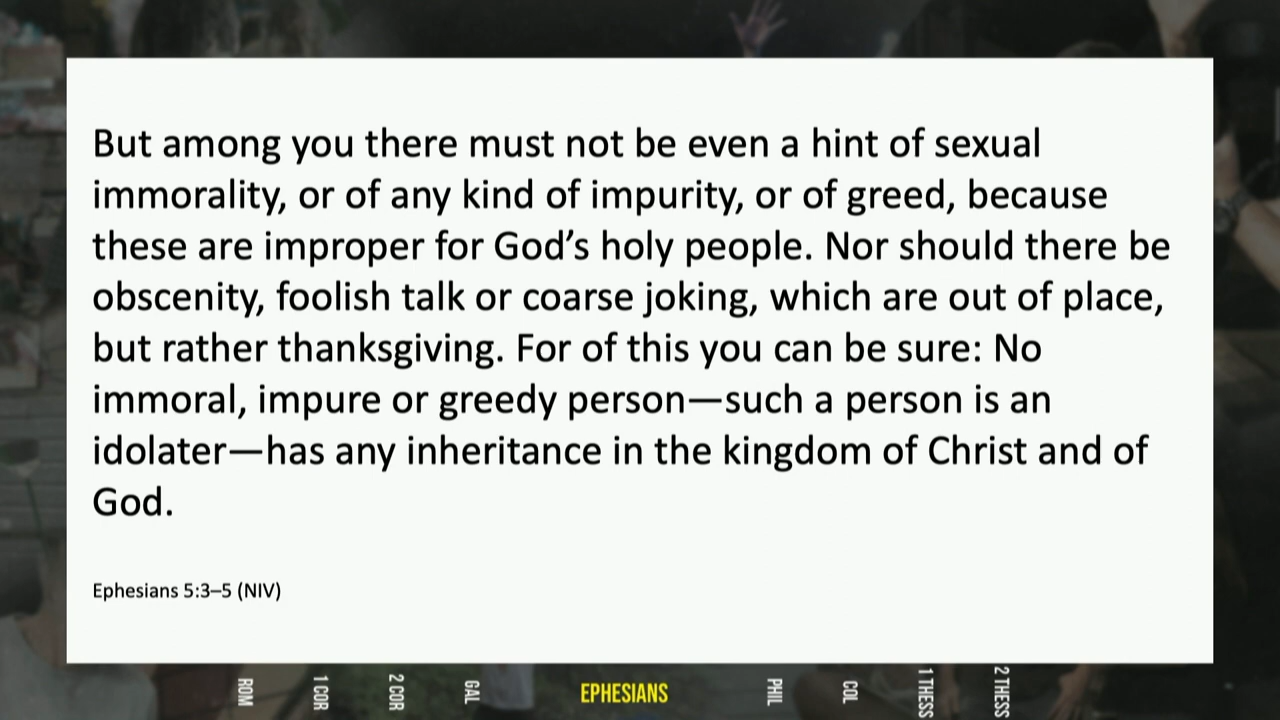 But among you there must not be even a hint of sexual
immorality, or of any kind of impurity, or of greed, because
these are improper for God’s holy people. Nor should there be
obscenity, foolish talk or coarse joking, which are out of place,
but rather thanksgiving. For of this you can be sure: No
immoral, impure or greedy person—such a person is an
idolater—has any inheritance in the kingdom of Christ and of
God.
Ephesians 5:3–5 (NIV)
ROM
1 COR
2 COR
GAL
EPHESIANS
PHIL
COL
1 THESS
2 THESS